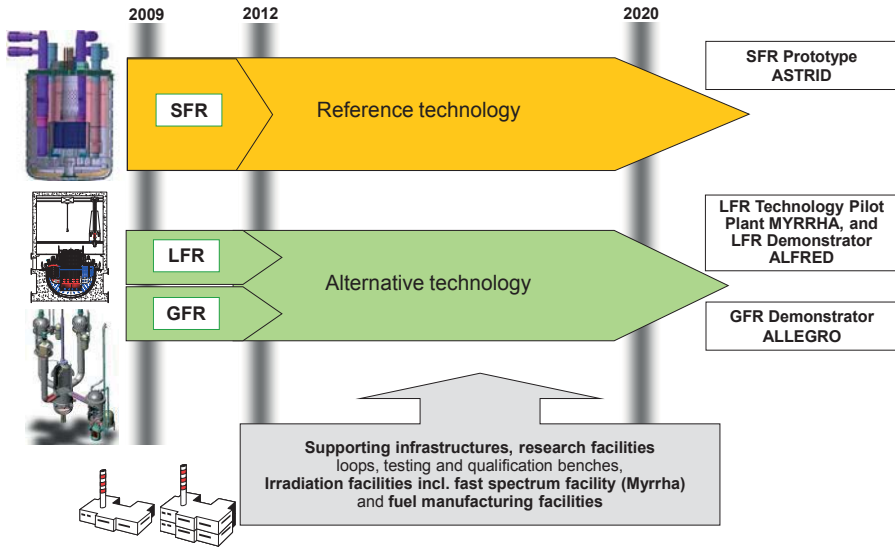 2009
2012
2020
SFR
Reference technology
SFR Prototype
ASTRID
LFR
GFR
Alternative technology
LFR Technology Pilot
Plant MYRRHA, and
LFR Demonstrator
ALFRED
GFR Demonstrator
ALLEGRO
Supporting infrastructures, research facilities
loops, testing and qualification benches,
Irradiation facilities incl. fast spectrum facility (Myrrha)
and fuel manufacturing facilities